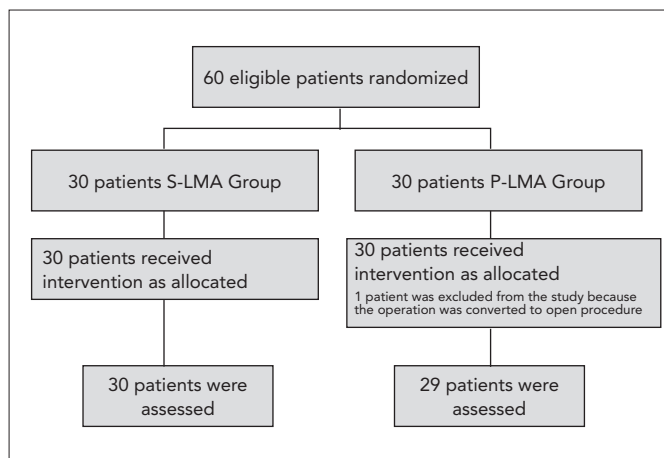 60 eligible patients randomized
30 patients S-LMA Group
30 patients P-LMA Group
30 patients received
intervention as allocated
30 patients received
intervention as allocated
1 patient was excluded from the study because
the operation was converted to open procedure
30 patients were
assessed
29 patients were
assessed